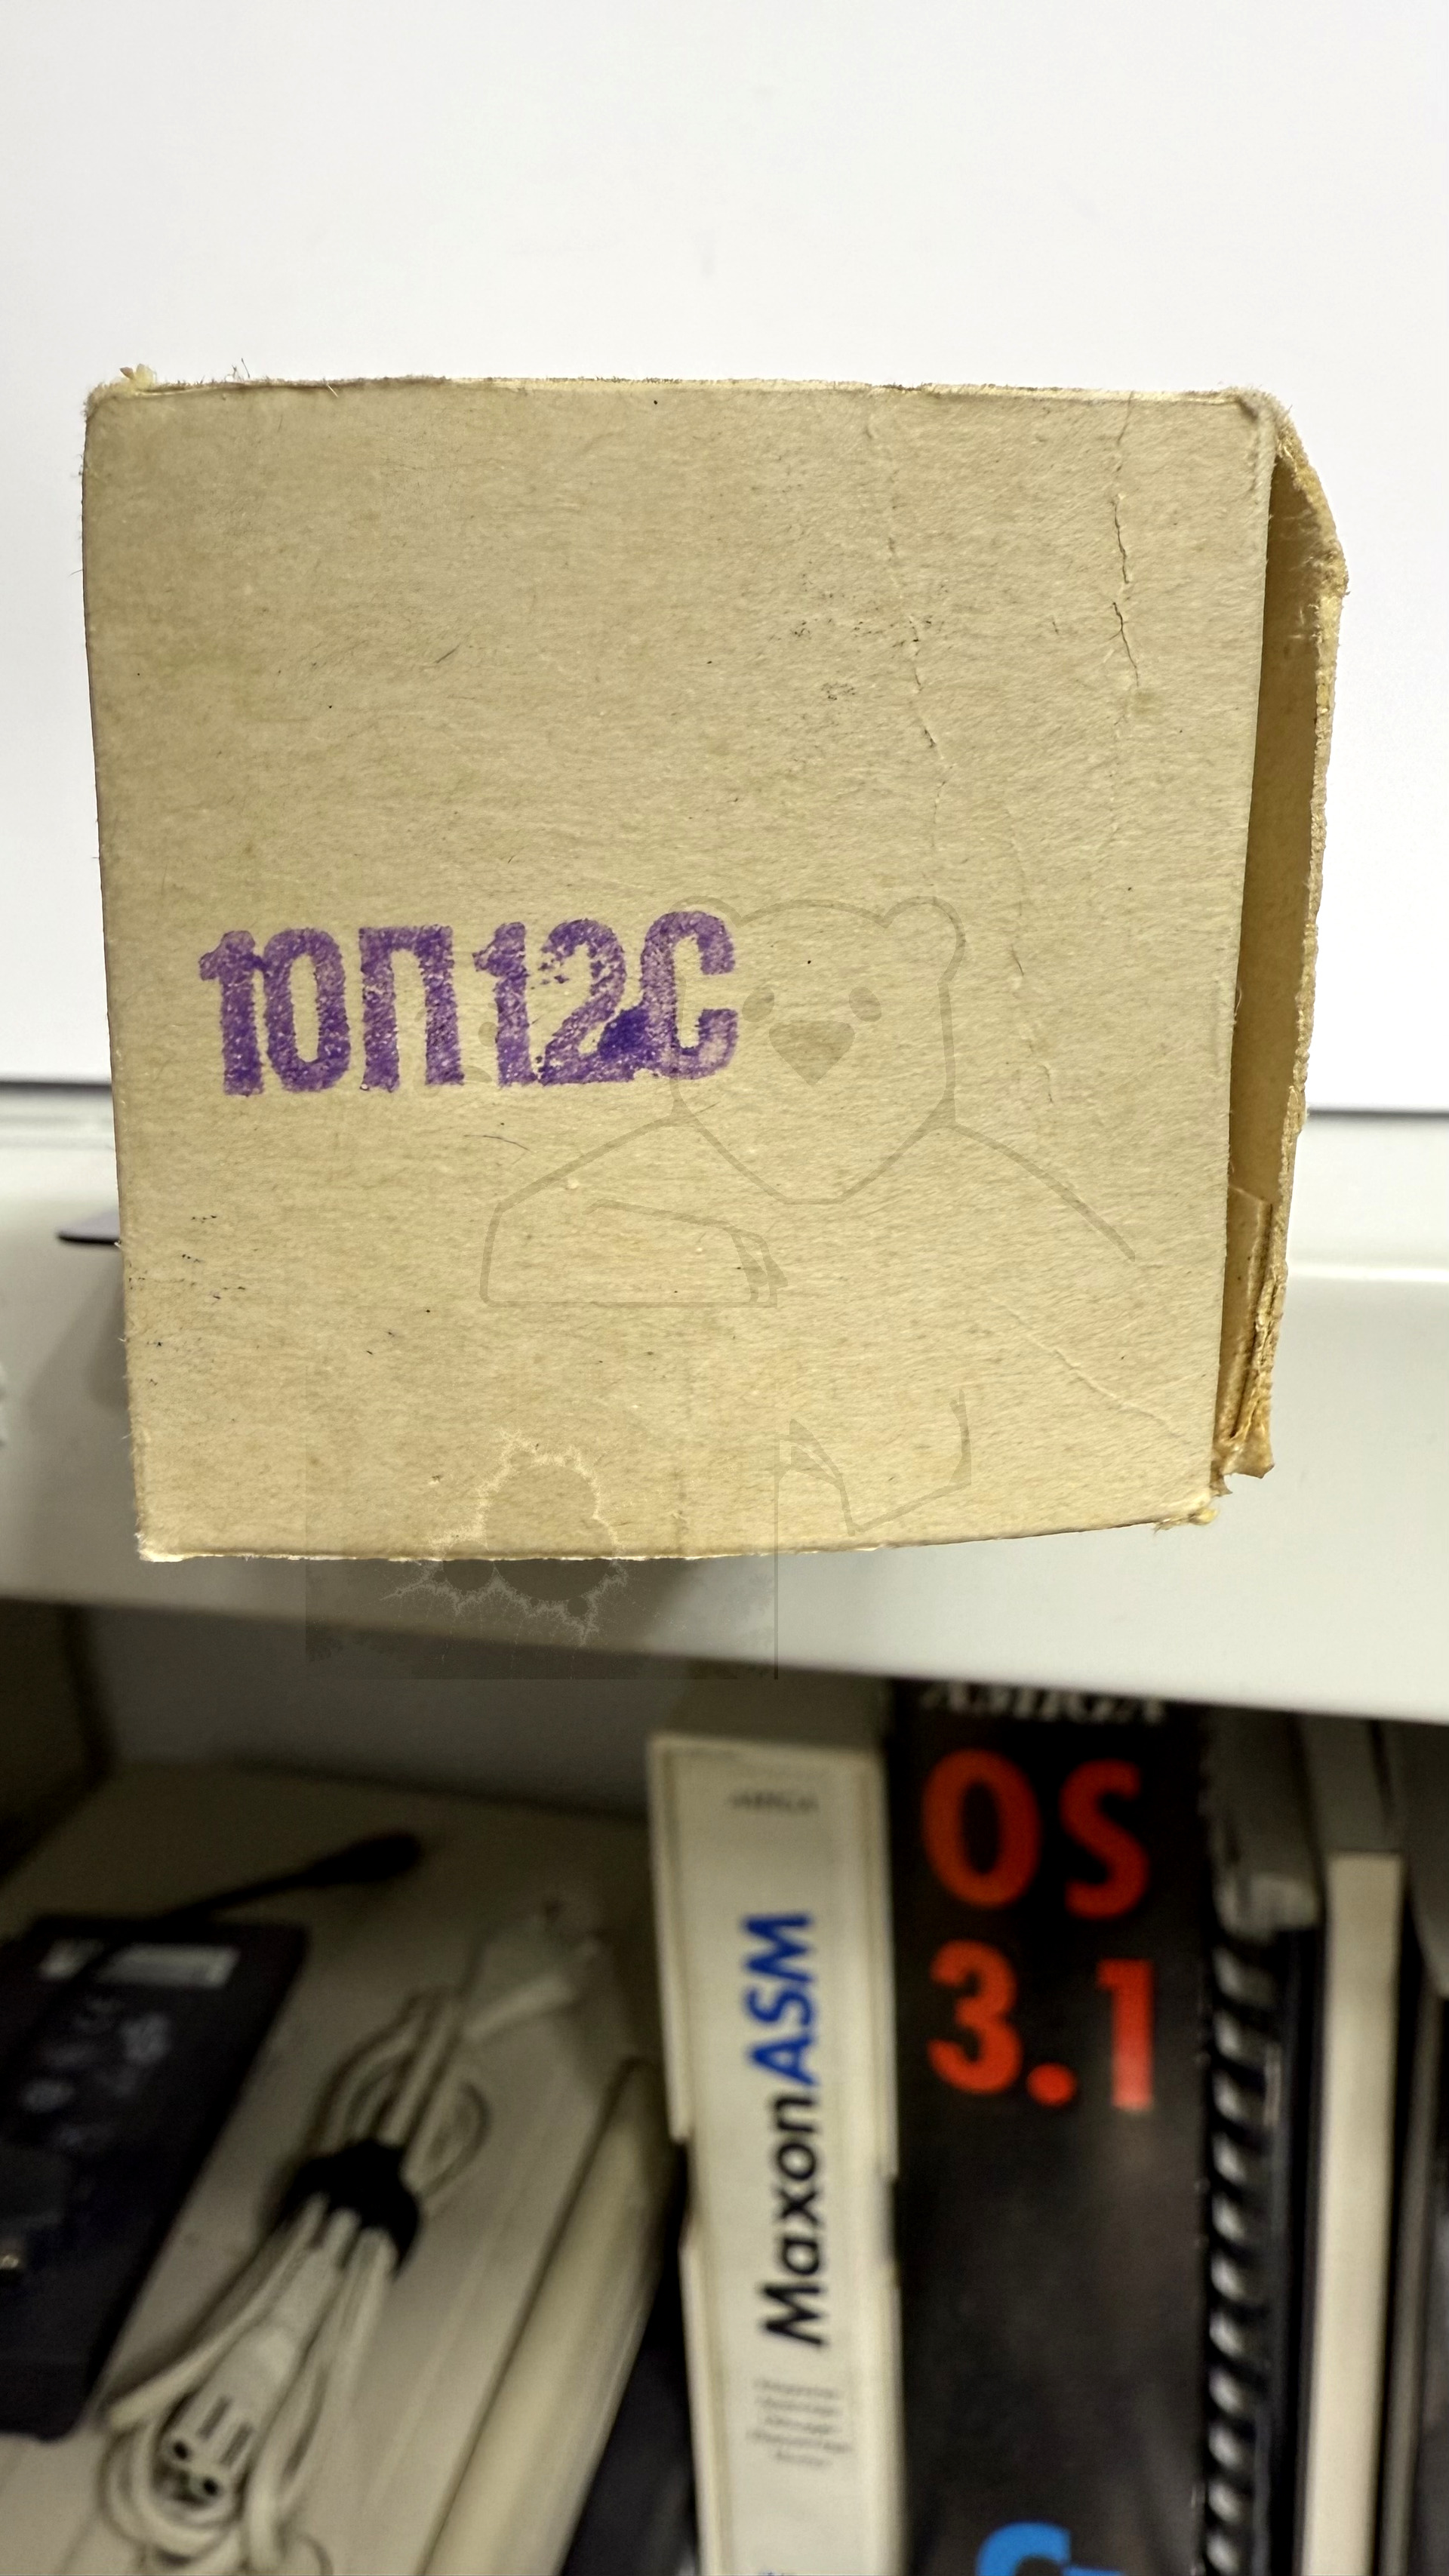 10П12С
AMIGA
OS
3.1
MaxonASM